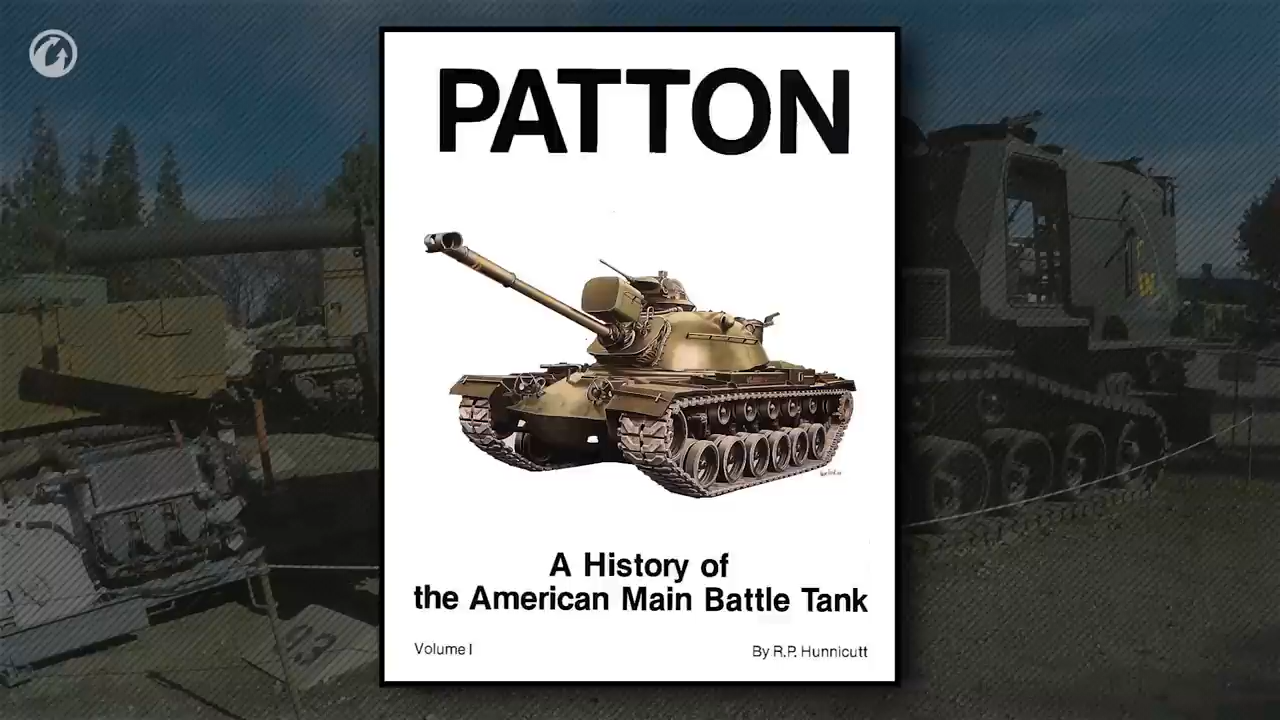 PATTON
A History of
the American Main Battle Tank
Volume I
By R.P. Hunnicutt